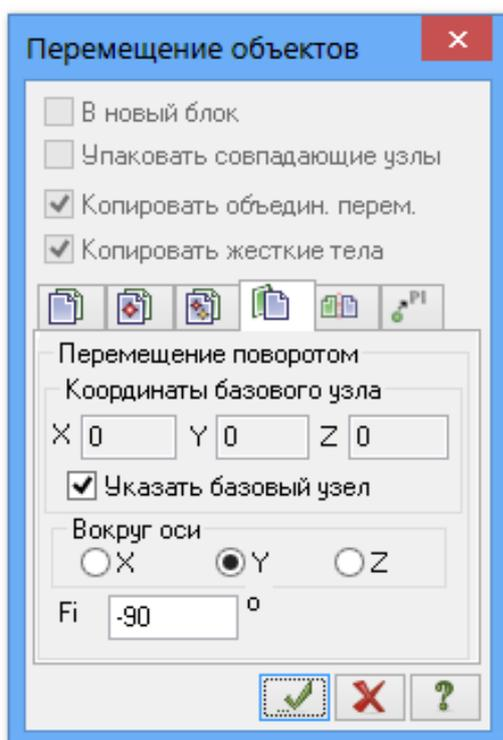 Перемещение объектов
В новый блок
Упаковать совпадающие узлы
Копировать объедин. перем.
Копировать жесткие тела
PI
Перемещение поворотом
Координаты базового узла
X 0 Y 0 Z 0
Указать базовый узел
Вокруг оси
X Y Z
Fi -90 °
?